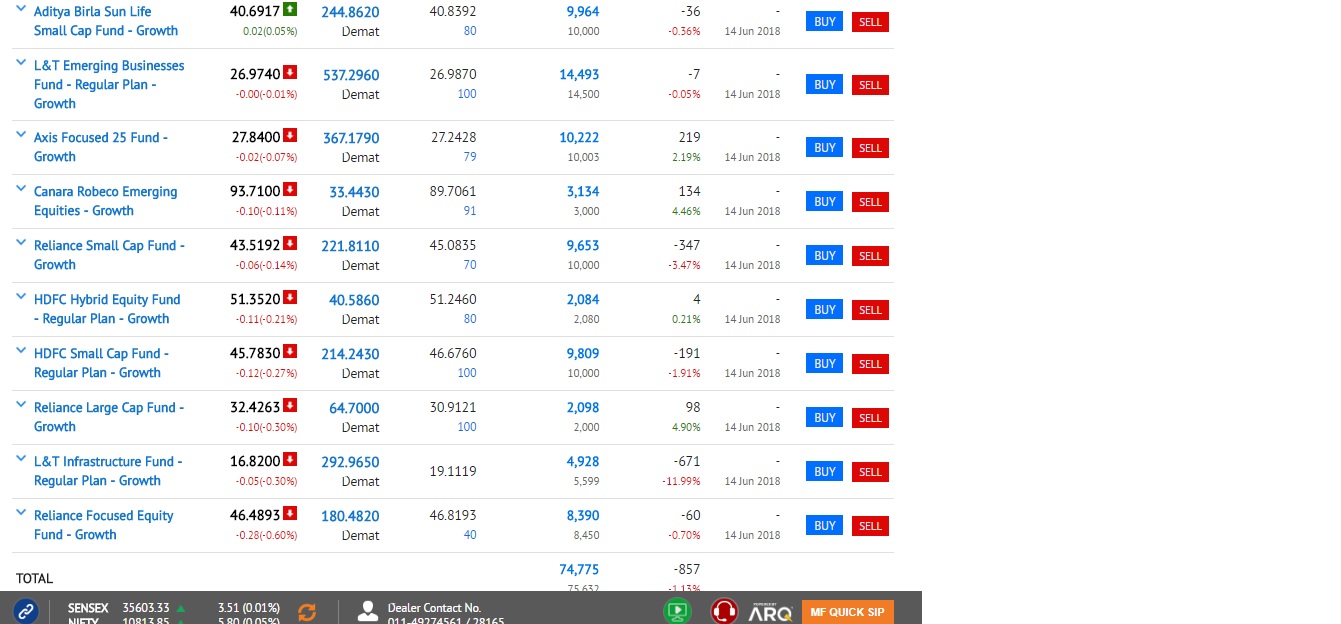 Aditya Birla Sun Life 40.6917 244.8620 40.8392 9,964 -36 - BUY SELL
Small Cap Fund - Growth 0.02(0.05%) Demat 80 10,000 -0.36% 14 Jun 2018
L&T Emerging Businesses
Fund - Regular Plan - 26.9740 537.2960 26.9870 14,493 -7 - BUY SELL
Growth -0.00(-0.01%) Demat 100 14,500 -0.05% 14 Jun 2018
Axis Focused 25 Fund - 27.8400 367.1790 27.2428 10,222 219 - BUY SELL
Growth -0.02(-0.07%) Demat 79 10,003 2.19% 14 Jun 2018
Canara Robeco Emerging 93.7100 33.4430 89.7061 3,134 134 - BUY SELL
Equities - Growth -0.10(-0.11%) Demat 91 3,000 4.46% 14 Jun 2018
Reliance Small Cap Fund - 43.5192 221.8110 45.0835 9,653 -347 - BUY SELL
Growth -0.06(-0.14%) Demat 70 10,000 -3.47% 14 Jun 2018
HDFC Hybrid Equity Fund 51.3520 40.5860 51.2460 2,084 4 - BUY SELL
- Regular Plan - Growth -0.11(-0.21%) Demat 80 2,080 0.21% 14 Jun 2018
HDFC Small Cap Fund - 45.7830 214.2430 46.6760 9,809 -191 - BUY SELL
Regular Plan - Growth -0.12(-0.27%) Demat 100 10,000 -1.91% 14 Jun 2018
Reliance Large Cap Fund - 32.4263 64.7000 30.9121 2,098 98 - BUY SELL
Growth -0.10(-0.30%) Demat 100 2,000 4.90% 14 Jun 2018
L&T Infrastructure Fund - 16.8200 292.9650 19.1119 4,928 -671 - BUY SELL
Regular Plan - Growth -0.05(-0.30%) Demat 5,599 -11.99% 14 Jun 2018
Reliance Focused Equity 46.4893 180.4820 46.8193 8,390 -60 - BUY SELL
Fund - Growth -0.28(-0.60%) Demat 40 8,450 -0.70% 14 Jun 2018
TOTAL 74,775 -857
75,632 -1.13%
SENSEX 35603.33 3.51 (0.01%) Dealer Contact No. POWERED BY ARQ MF QUICK SIP
NIFTY 10813.85 5.80 (0.05%) 011-49274561 / 28165